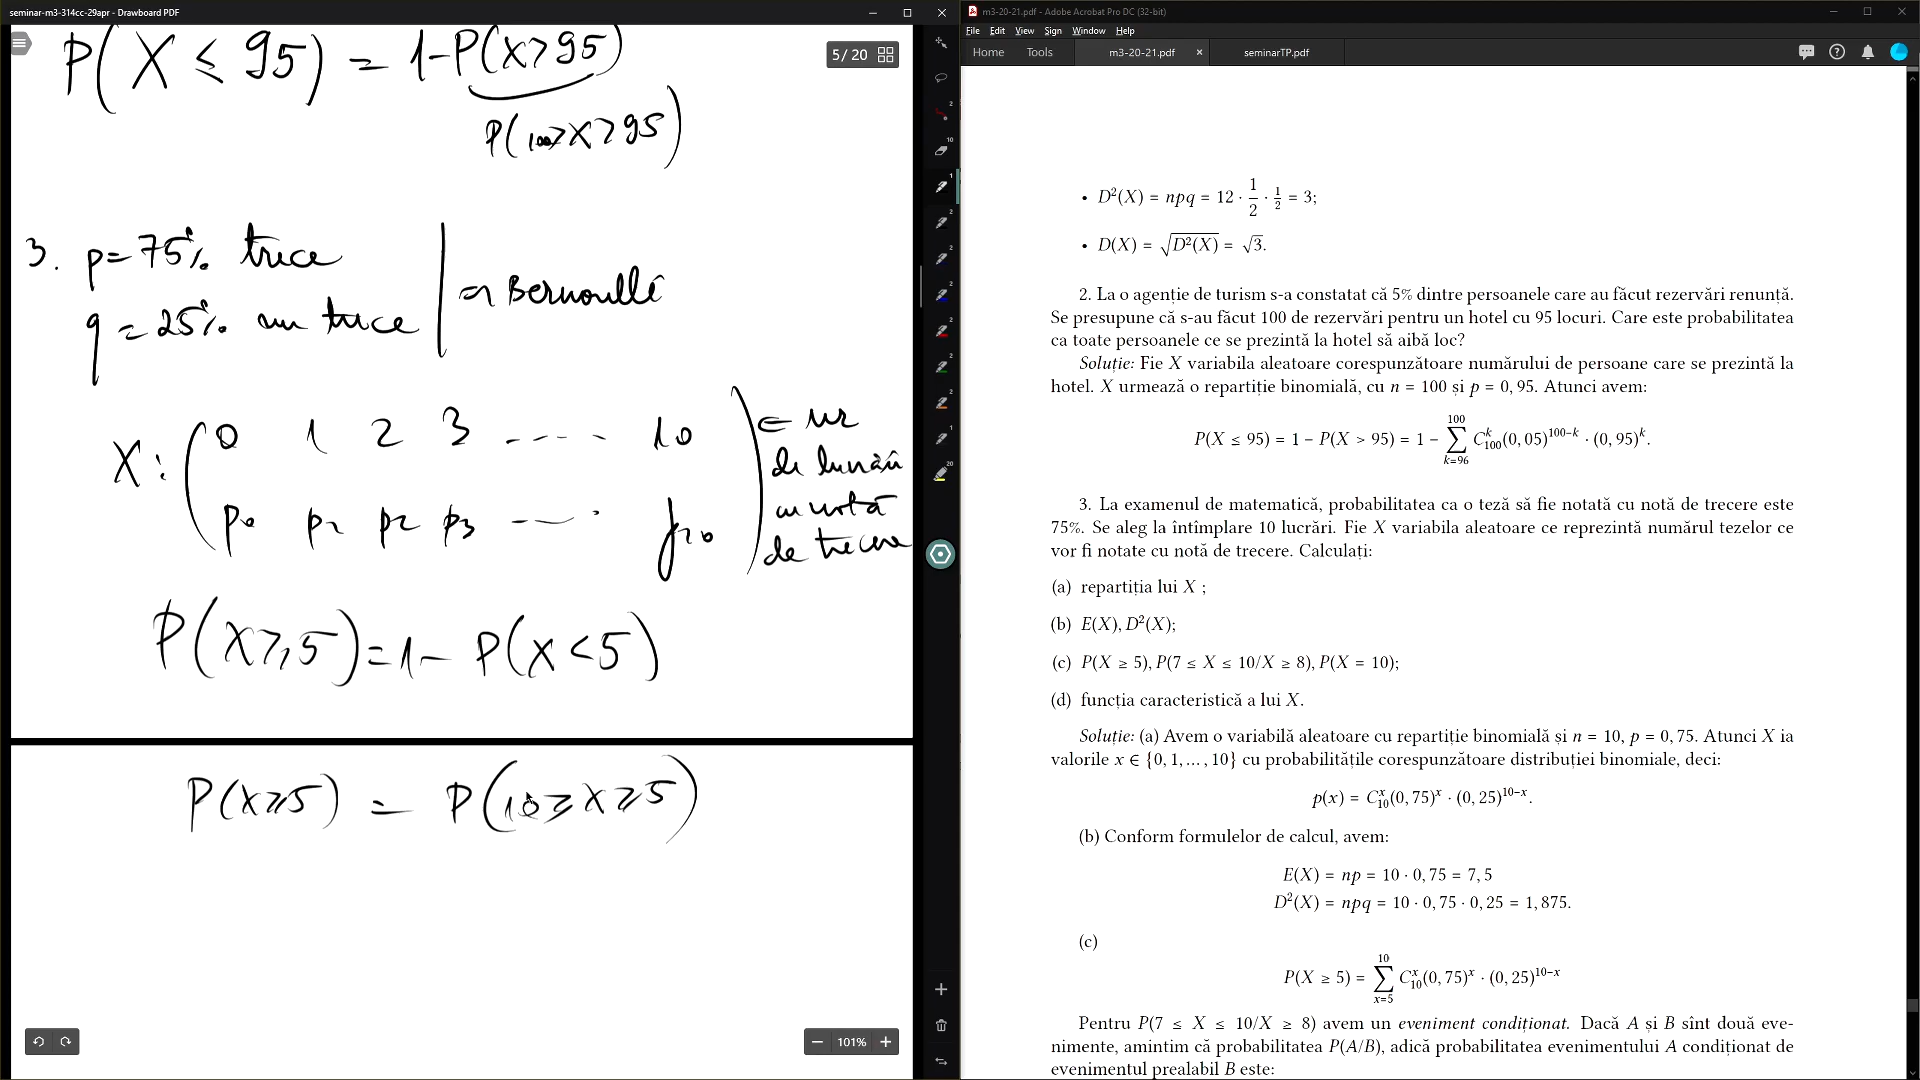 seminar-m3-314cc-29apr - Drawboard PDF
5 / 20
P(X ≤ 95) = 1-P(X>95)
P(100≥X>95)
3. p=75% trece
q=25% nu trece
⇒ Bernoulli
X: (0 1 2 3 ---- 10
p0 p1 p2 p3 ---- p10)
← nr
de lucrări
cu notă
de trecere
P(X≥5)=1- P(X<5)
P(X≥5) = P(10≥X≥5)
101%
m3-20-21.pdf - Adobe Acrobat Pro DC (32-bit)
File Edit View Sign Window Help
Home Tools m3-20-21.pdf × seminarTP.pdf
• D²(X) = npq = 12 · 1/2 · 1/2 = 3;
• D(X) = √D²(X) = √3.
2. La o agenție de turism s-a constatat că 5% dintre persoanele care au făcut rezervări renunță.
Se presupune că s-au făcut 100 de rezervări pentru un hotel cu 95 locuri. Care este probabilitatea
ca toate persoanele ce se prezintă la hotel să aibă loc?
Soluție: Fie X variabila aleatoare corespunzătoare numărului de persoane care se prezintă la
hotel. X urmează o repartiție binomială, cu n = 100 și p = 0, 95. Atunci avem:
P(X ≤ 95) = 1 − P(X > 95) = 1 − ∑_{k=96}^{100} C_{100}^k (0, 05)^{100−k} · (0, 95)^k.
3. La examenul de matematică, probabilitatea ca o teză să fie notată cu notă de trecere este
75%. Se aleg la întîmplare 10 lucrări. Fie X variabila aleatoare ce reprezintă numărul tezelor ce
vor fi notate cu notă de trecere. Calculați:
(a) repartiția lui X ;
(b) E(X), D²(X);
(c) P(X ≥ 5), P(7 ≤ X ≤ 10/X ≥ 8), P(X = 10);
(d) funcția caracteristică a lui X.
Soluție: (a) Avem o variabilă aleatoare cu repartiție binomială și n = 10, p = 0, 75. Atunci X ia
valorile x ∈ {0, 1, … , 10} cu probabilitățile corespunzătoare distribuției binomiale, deci:
p(x) = C_{10}^x (0, 75)^x · (0, 25)^{10−x}.
(b) Conform formulelor de calcul, avem:
E(X) = np = 10 · 0, 75 = 7, 5
D²(X) = npq = 10 · 0, 75 · 0, 25 = 1, 875.
(c)
P(X ≥ 5) = ∑_{x=5}^{10} C_{10}^x (0, 75)^x · (0, 25)^{10−x}
Pentru P(7 ≤ X ≤ 10/X ≥ 8) avem un eveniment condiționat. Dacă A și B sînt două eve-
nimente, amintim că probabilitatea P(A/B), adică probabilitatea evenimentului A condiționat de
evenimentul prealabil B este: